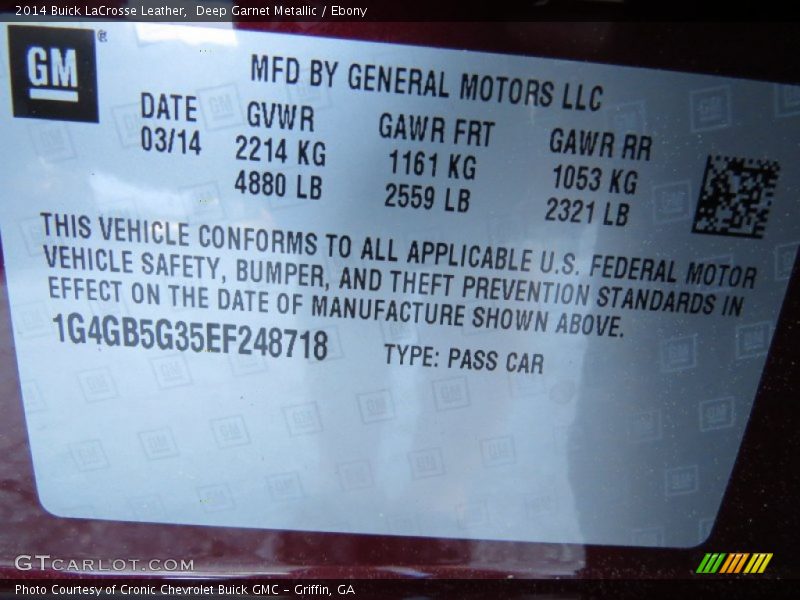 2014 Buick LaCrosse Leather,  Deep Garnet Metallic / Ebony
GM ®
MFD BY GENERAL MOTORS LLC
DATE GVWR GAWR FRT GAWR RR
03/14 2214 KG 1161 KG 1053 KG
4880 LB 2559 LB 2321 LB
THIS VEHICLE CONFORMS TO ALL APPLICABLE U.S. FEDERAL MOTOR
VEHICLE SAFETY, BUMPER, AND THEFT PREVENTION STANDARDS IN
EFFECT ON THE DATE OF MANUFACTURE SHOWN ABOVE.
1G4GB5G35EF248718 TYPE: PASS CAR
GTCARLOT.COM
Photo Courtesy of Cronic Chevrolet Buick GMC – Griffin, GA